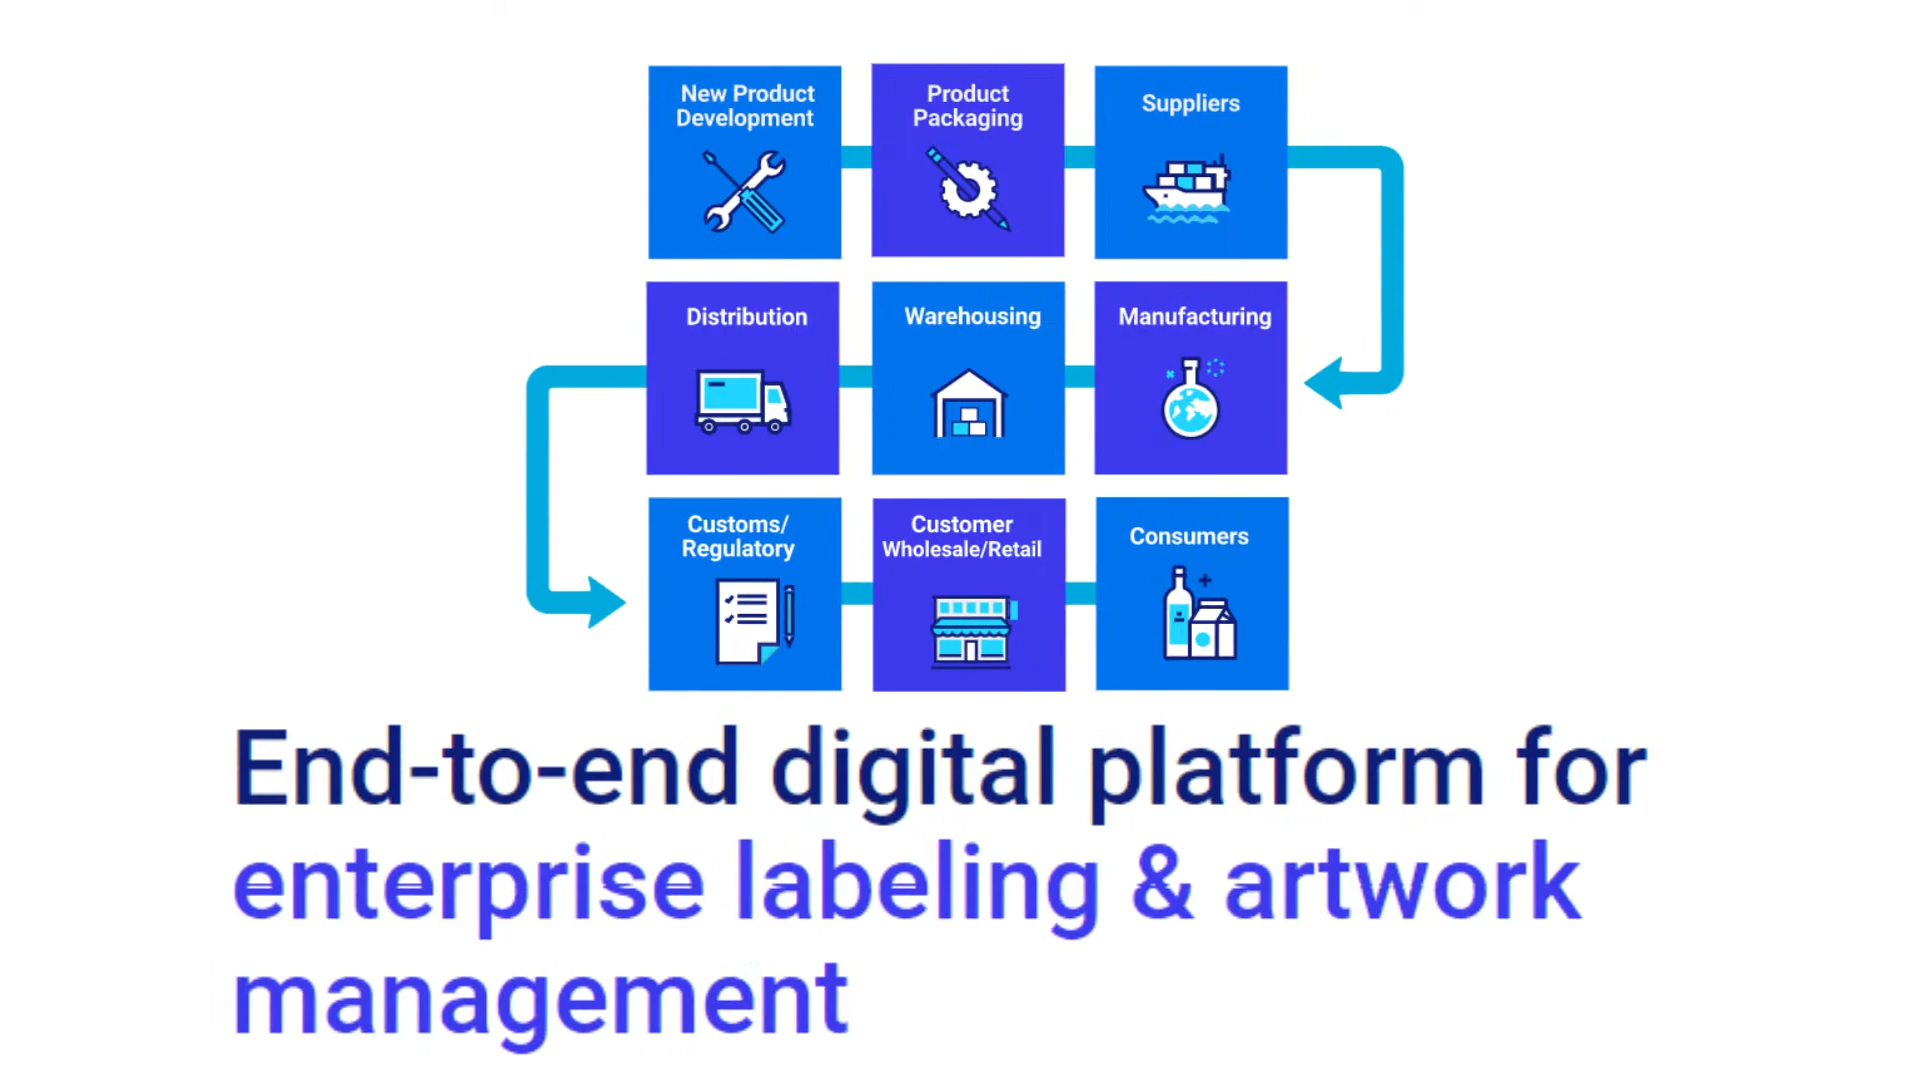 New Product
Development
Product
Packaging
Suppliers
Distribution
Warehousing
Manufacturing
Customs/
Regulatory
Customer
Wholesale/Retail
Consumers
End-to-end digital platform for
enterprise labeling & artwork
management